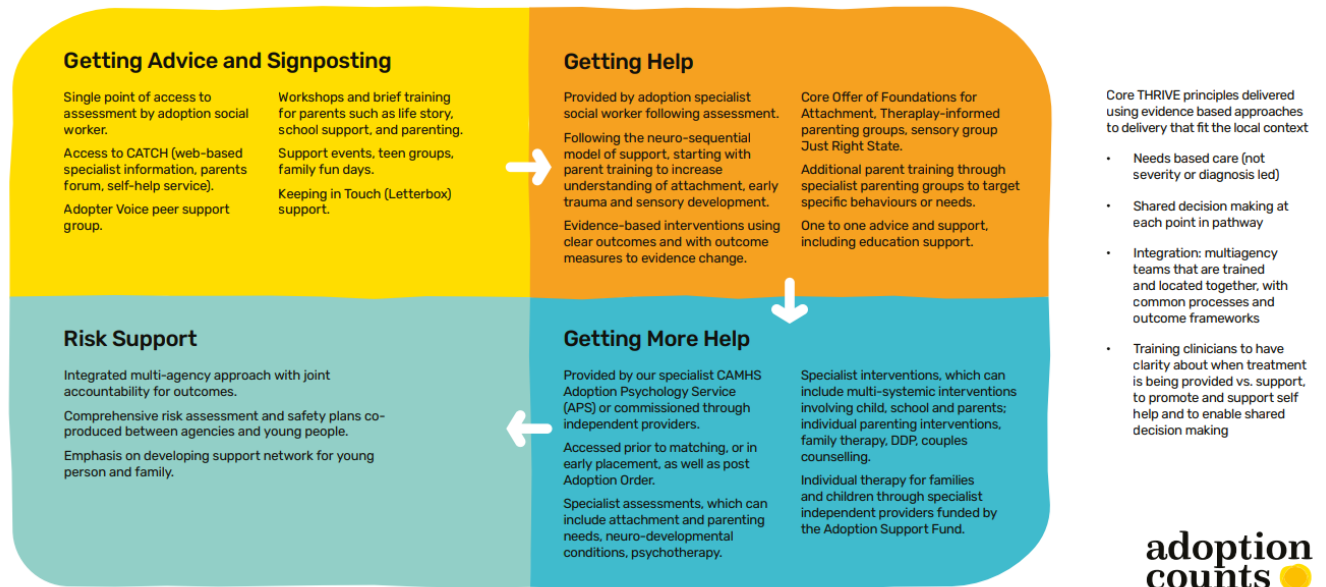 Getting Advice and Signposting
Single point of access to
assessment by adoption social
worker.
Access to CATCH (web-based
specialist information, parents
forum, self-help service).
Adopter Voice peer support
group.
Workshops and brief training
for parents such as life story,
school support, and parenting.
Support events, teen groups,
family fun days.
Keeping in Touch (Letterbox)
support.
Getting Help
Provided by adoption specialist
social worker following assessment.
Following the neuro-sequential
model of support, starting with
parent training to increase
understanding of attachment, early
trauma and sensory development.
Evidence-based interventions using
clear outcomes and with outcome
measures to evidence change.
Core Offer of Foundations for
Attachment, Theraplay-informed
parenting groups, sensory group
Just Right State.
Additional parent training through
specialist parenting groups to target
specific behaviours or needs.
One to one advice and support,
including education support.
Risk Support
Integrated multi-agency approach with joint
accountability for outcomes.
Comprehensive risk assessment and safety plans co-
produced between agencies and young people.
Emphasis on developing support network for young
person and family.
Getting More Help
Provided by our specialist CAMHS
Adoption Psychology Service
(APS) or commissioned through
independent providers.
Accessed prior to matching, or in
early placement, as well as post
Adoption Order.
Specialist assessments, which can
include attachment and parenting
needs, neuro-developmental
conditions, psychotherapy.
Specialist interventions, which can
include multi-systemic interventions
involving child, school and parents;
individual parenting interventions,
family therapy, DDP, couples
counselling.
Individual therapy for families
and children through specialist
independent providers funded by
the Adoption Support Fund.
Core THRIVE principles delivered
using evidence based approaches
to delivery that fit the local context
• Needs based care (not
severity or diagnosis led)
• Shared decision making at
each point in pathway
• Integration: multiagency
teams that are trained
and located together, with
common processes and
outcome frameworks
• Training clinicians to have
clarity about when treatment
is being provided vs. support,
to promote and support self
help and to enable shared
decision making
adoption
counts